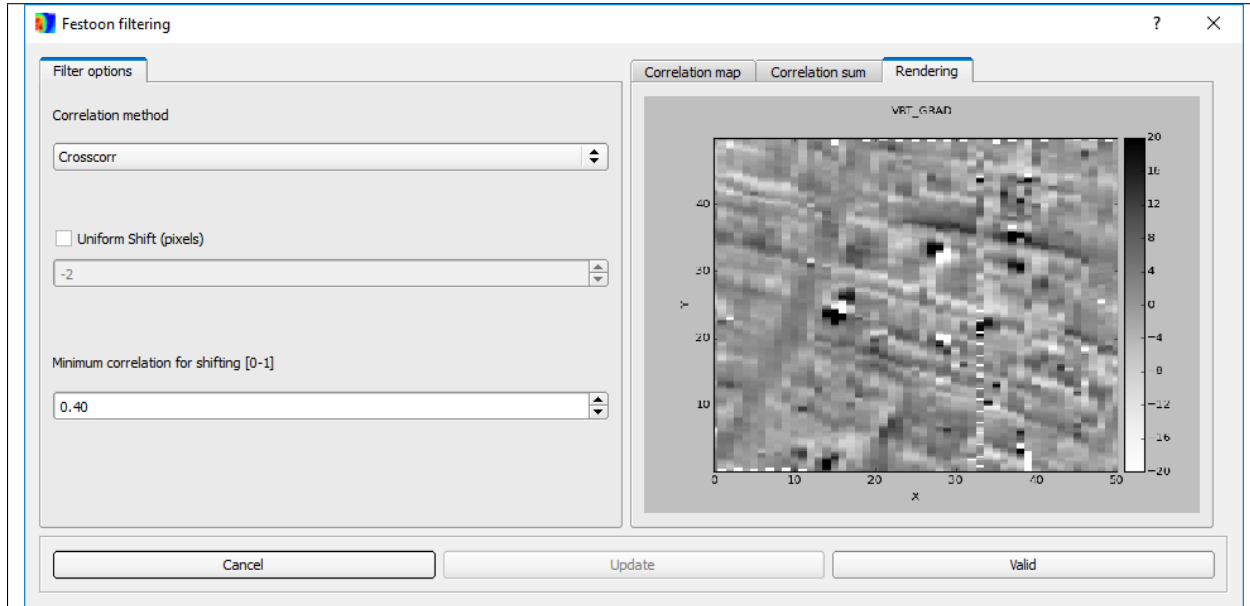 Festoon filtering
?
Filter options
Correlation method
Crosscorr
Uniform Shift (pixels)
-2
Minimum correlation for shifting [0-1]
0.40
Correlation map
Correlation sum
Rendering
VRT_GRAD
20
16
12
8
4
0
−4
−8
−12
−16
−20
40
30
20
10
Y
0
10
20
30
40
50
X
Cancel
Update
Valid